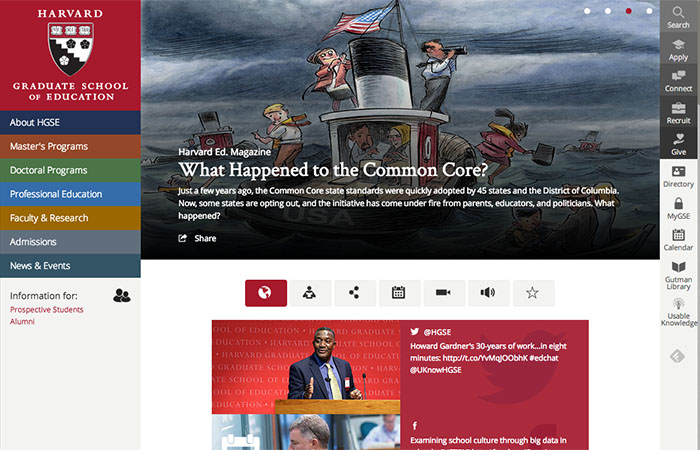 HARVARD
GRADUATE SCHOOL
OF EDUCATION
About HGSE
Master's Programs
Doctoral Programs
Professional Education
Faculty & Research
Admissions
News & Events
Information for:
Prospective Students
Alumni
USA
Harvard Ed. Magazine
What Happened to the Common Core?
Just a few years ago, the Common Core state standards were quickly adopted by 45 states and the District of Columbia.
Now, some states are opting out, and the initiative has come under fire from parents, educators, and politicians. What
happened?
Share
OOL OF EDUCATION • HARVARD GRADUATE SCHOOL
@HGSE
Howard Gardner's 30-years of work...in eight
minutes: http://t.co/YvMqJOObhK #edchat
@UKnowHGSE
Examining school culture through big data in
Search
Apply
Connect
Recruit
Give
Directory
MyGSE
Calendar
Gutman
Library
Usable
Knowledge